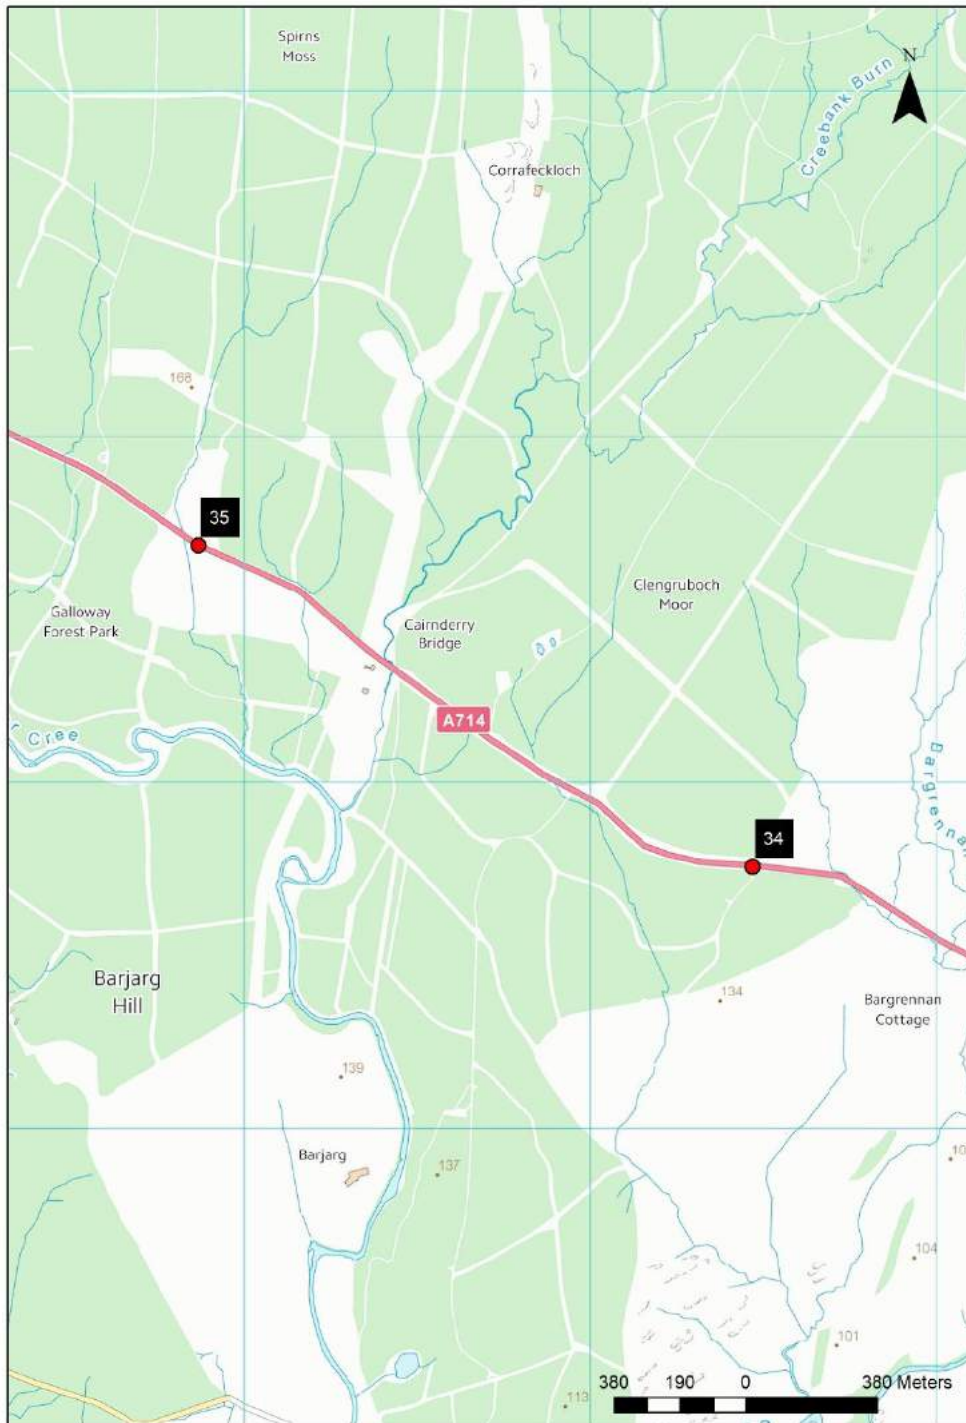 Spirns
Moss
N
Creebank Burn
Corrafeckloch
168
35
Galloway
Forest Park
Clengruboch
Moor
Cairnderry
Bridge
A714
r Cree
Bargrennan
34
Barjarg
Hill
134
Bargrennan
Cottage
139
Barjarg
137
10
104
101
113
380 190 0 380 Meters